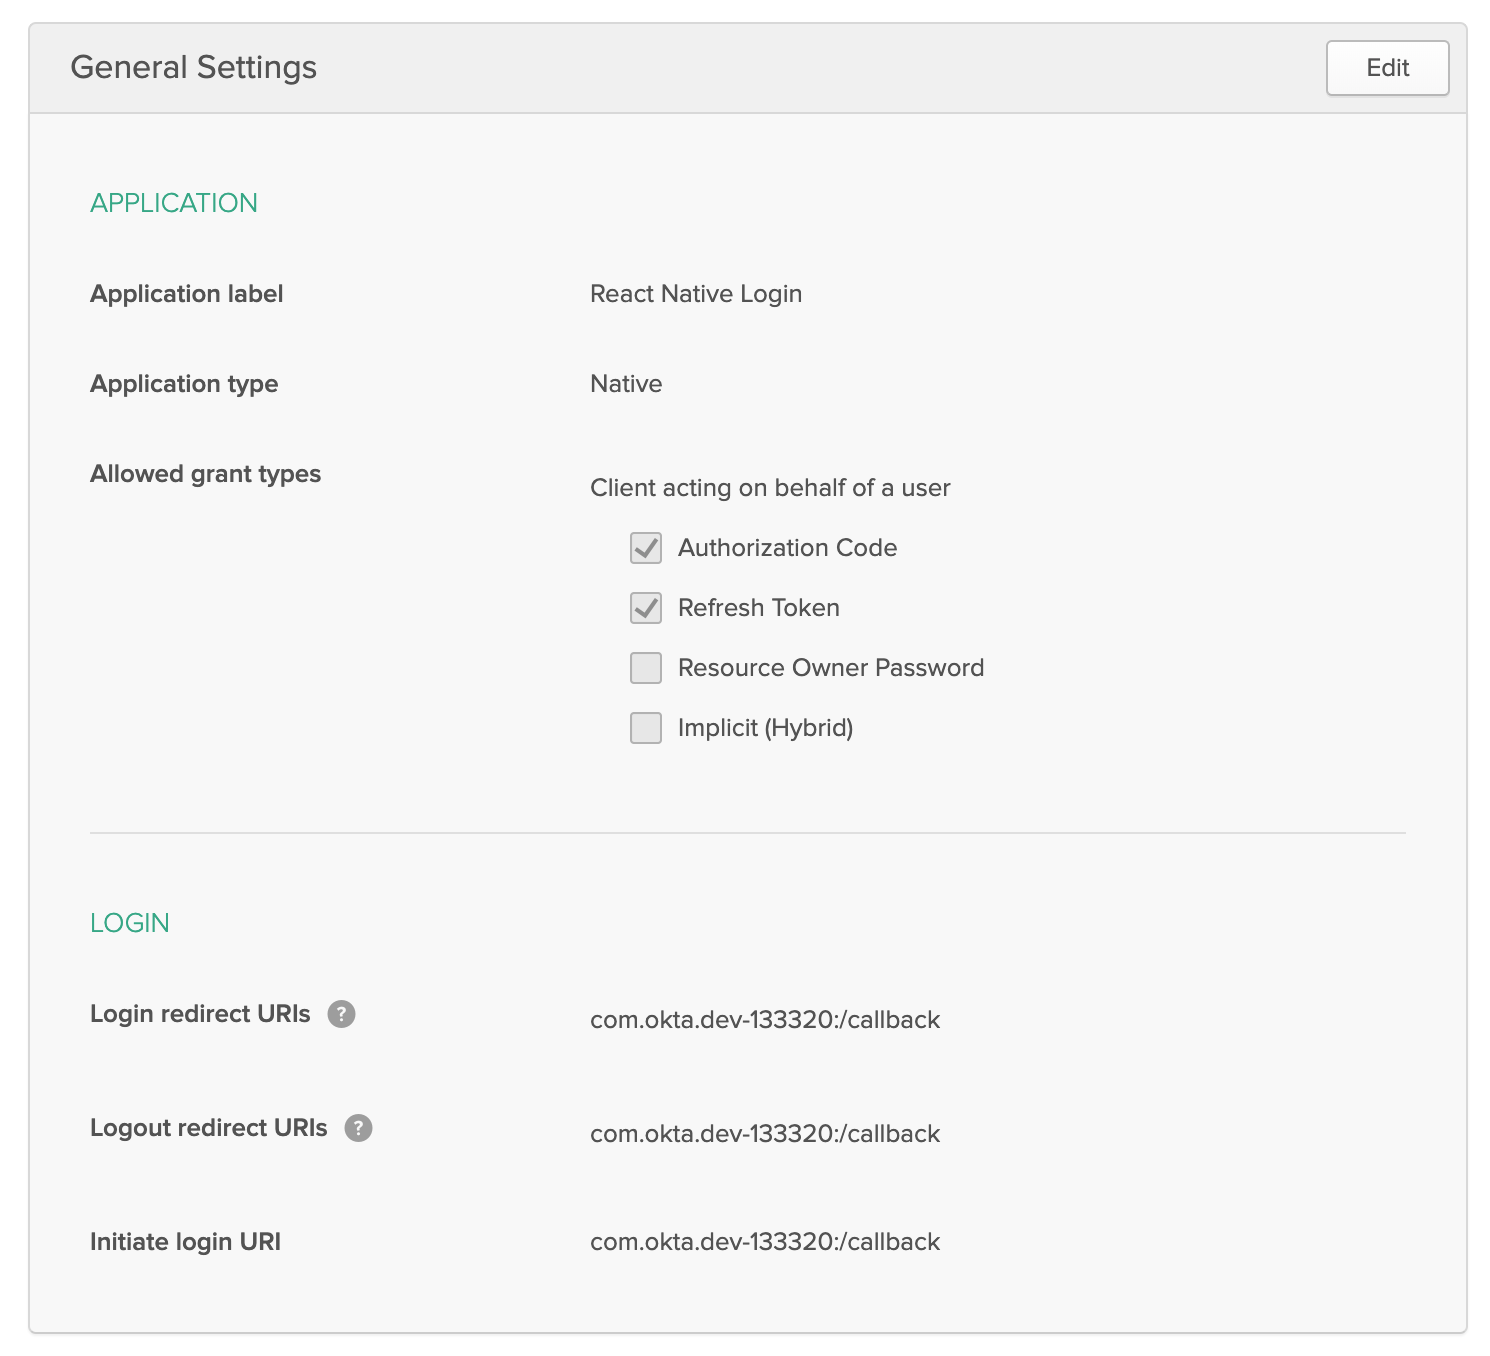 General Settings
Edit
APPLICATION
Application label
React Native Login
Application type
Native
Allowed grant types
Client acting on behalf of a user
Authorization Code
Refresh Token
Resource Owner Password
Implicit (Hybrid)
LOGIN
Login redirect URIs ?
com.okta.dev-133320:/callback
Logout redirect URIs ?
com.okta.dev-133320:/callback
Initiate login URI
com.okta.dev-133320:/callback